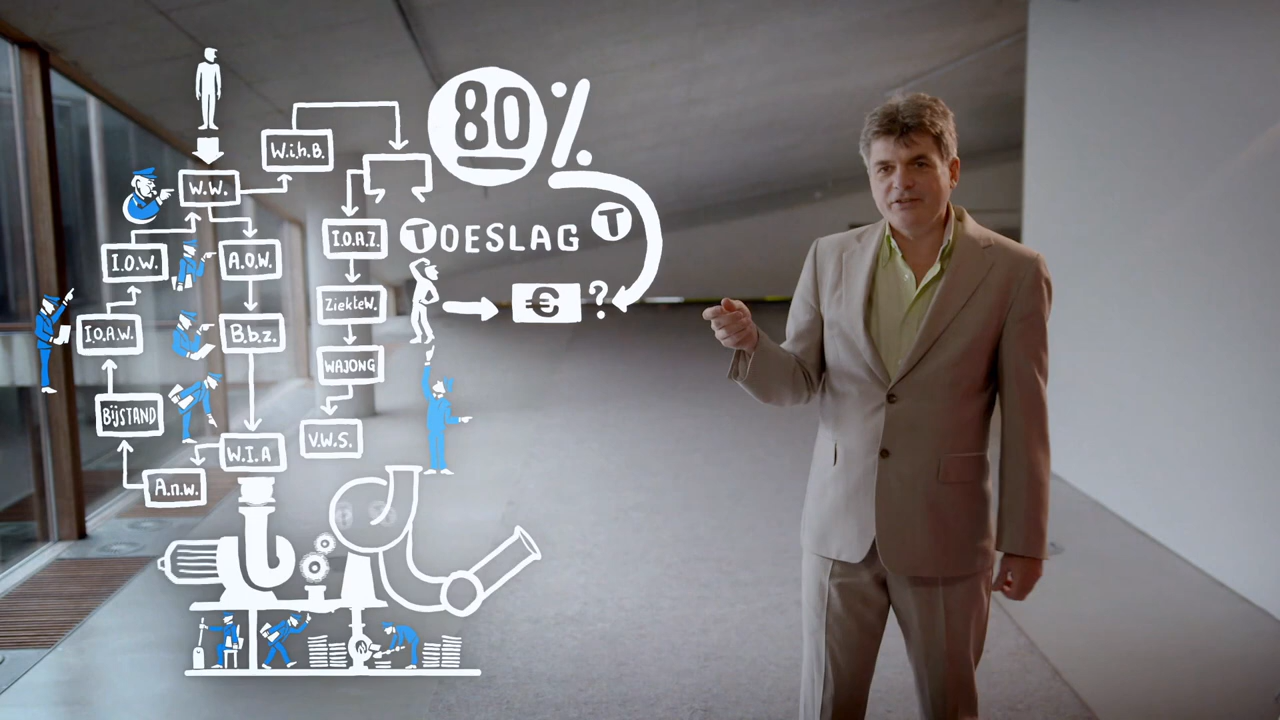 80%
W.i.h.B.
W.W.
I.O.W.
A.O.W.
I.O.A.Z.
TOESLAG T
ZiekteW.
€ ?
I.O.A.W.
B.b.z.
WAJONG
BIJSTAND
V.W.S.
W.I.A
A.n.w.